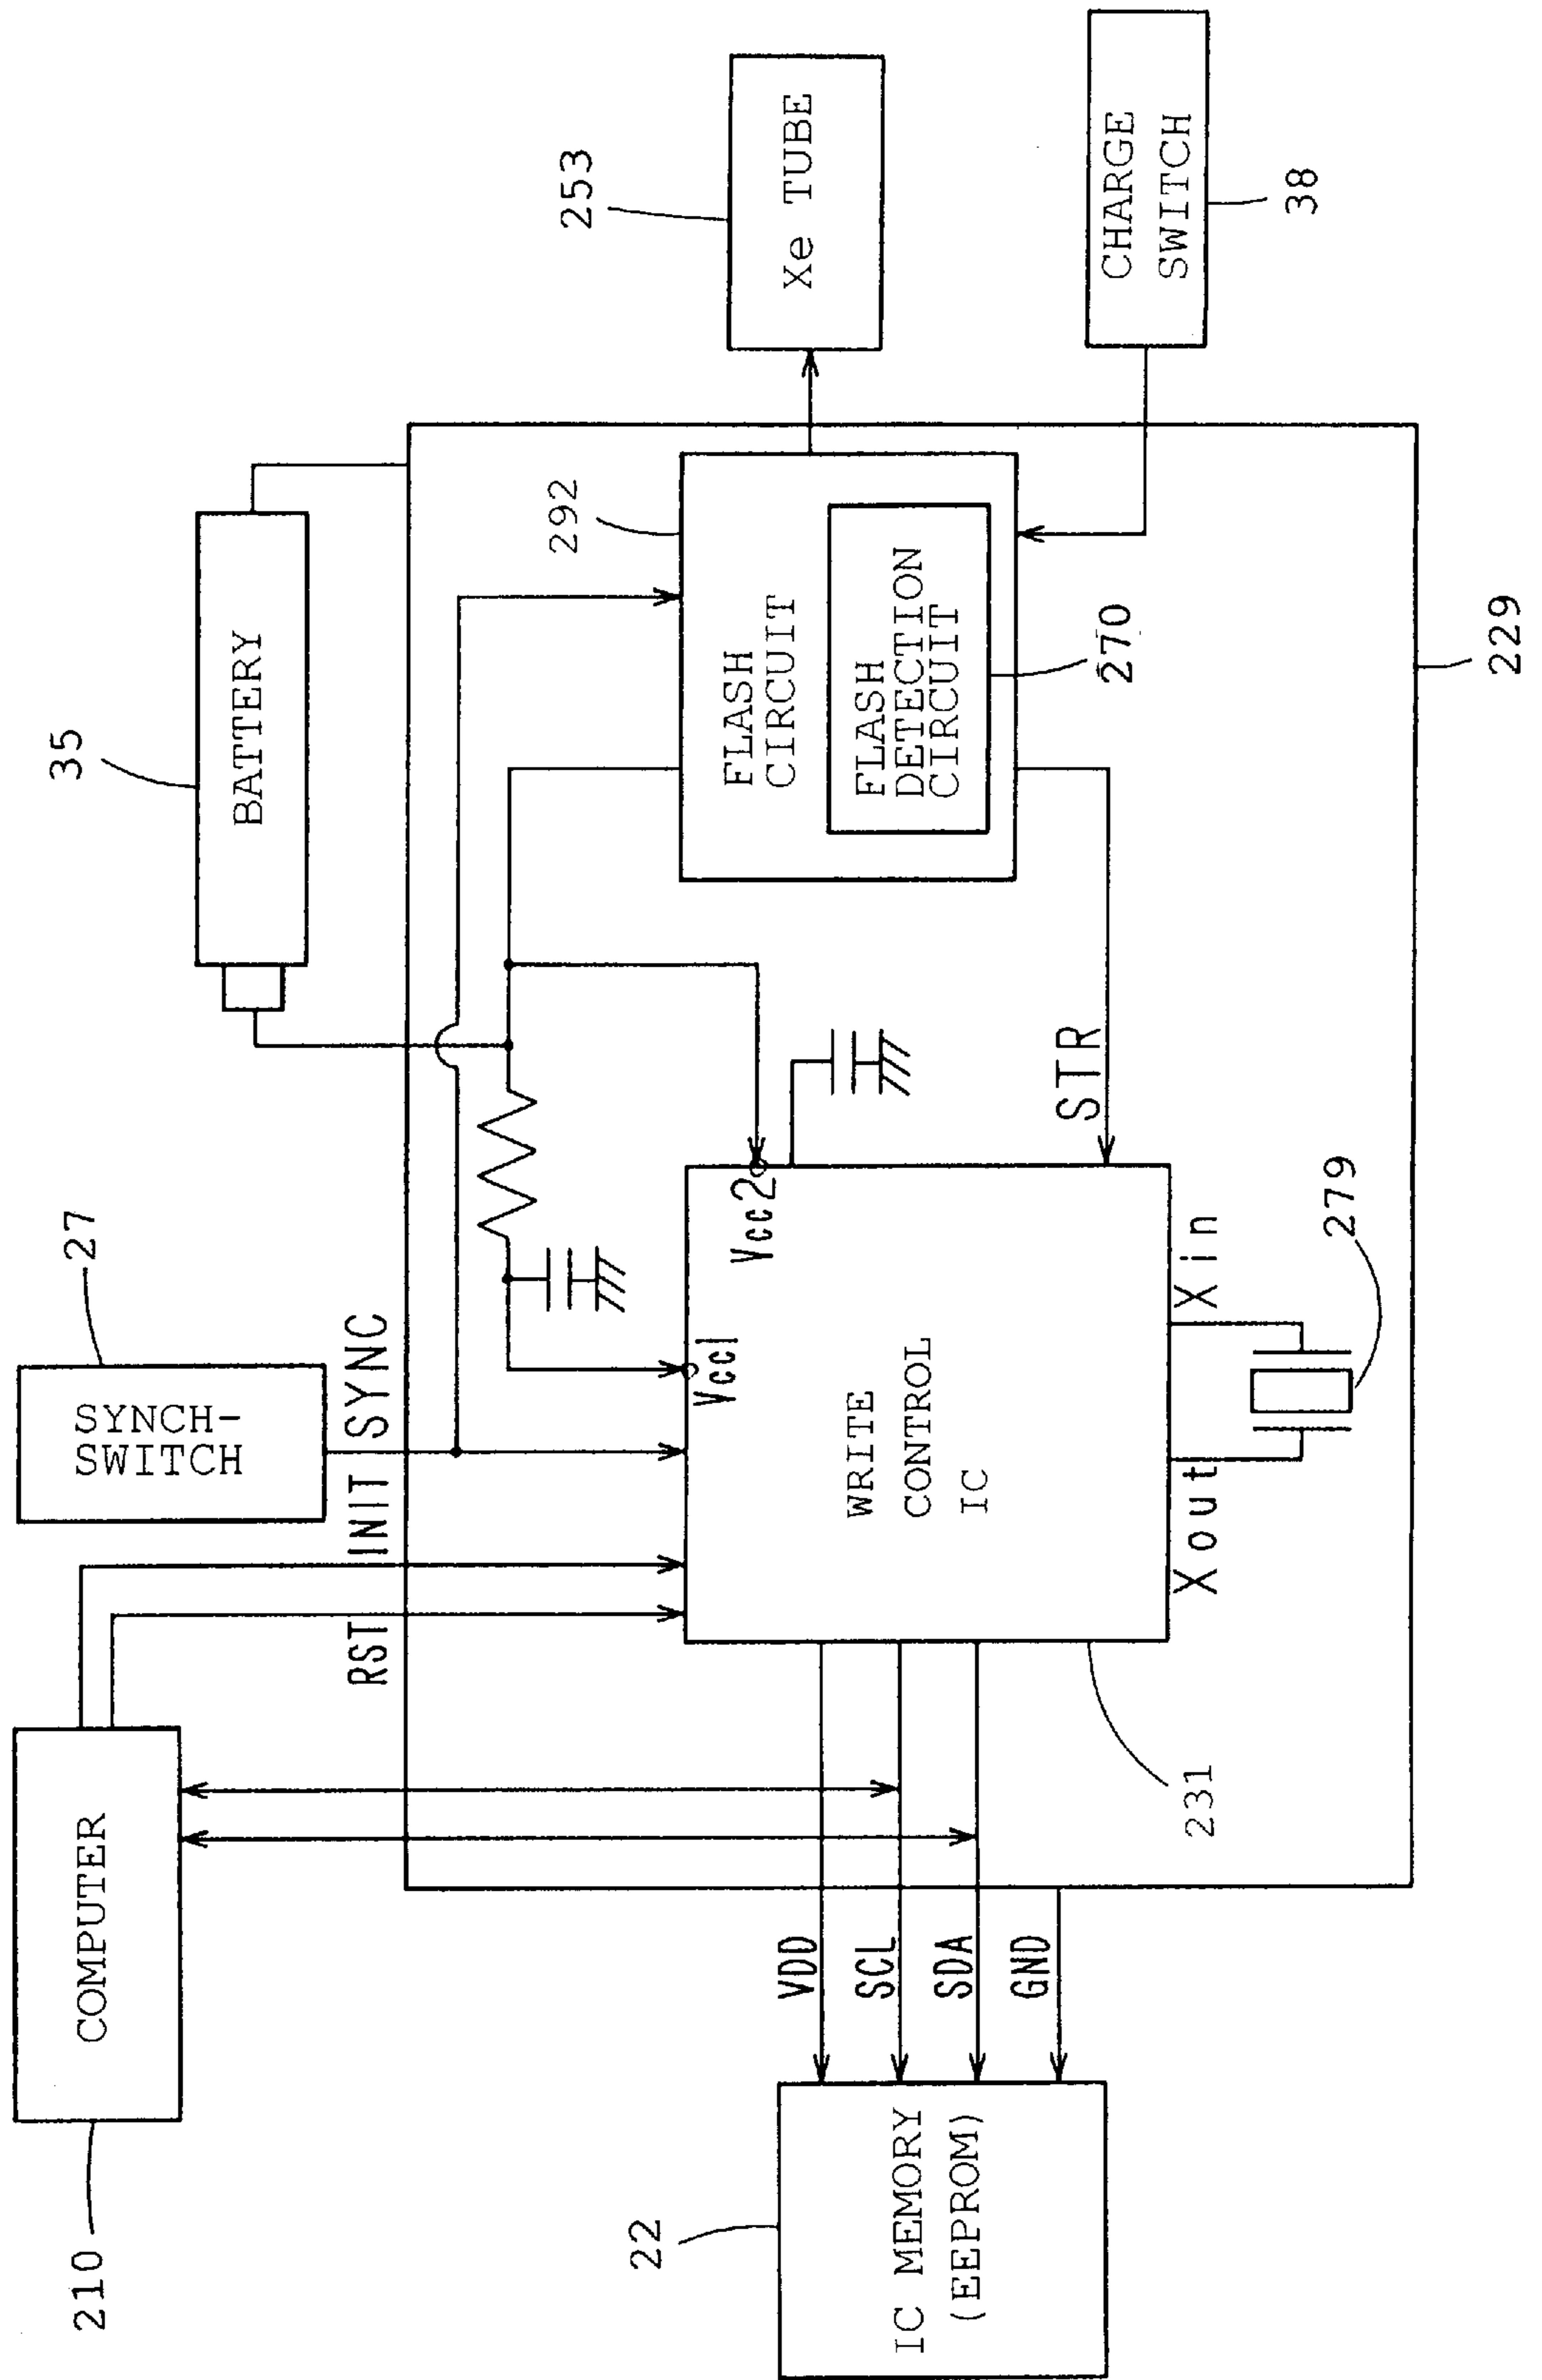 210
COMPUTER
27
SYNCH-
SWITCH
35
BATTERY
RST
INIT
SYNC
292
253
Xe TUBE
Vcc1
Vcc2
FLASH
CIRCUIT
FLASH
DETECTION
CIRCUIT
270
22
IC MEMORY
(EEPROM)
VDD
SCL
SDA
GND
WRITE
CONTROL
IC
STR
CHARGE
SWITCH
38
231
Xout
Xin
279
229